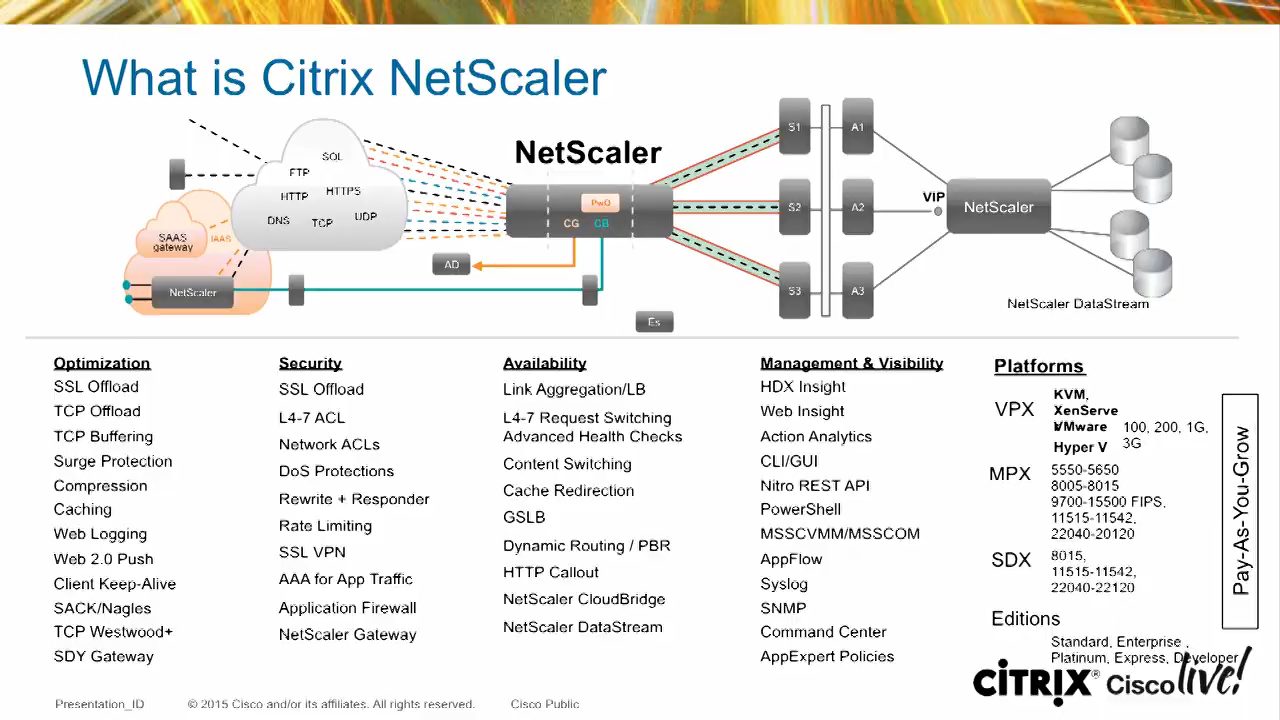 What is Citrix NetScaler
SOL
FTP
HTTP
HTTPS
DNS
TCP
UDP
SAAS
gateway
IAAS
NetScaler
NetScaler
PwO
CG
CB
AD
Es
S1
S2
S3
A1
A2
A3
VIP
NetScaler
NetScaler DataStream
Optimization
SSL Offload
TCP Offload
TCP Buffering
Surge Protection
Compression
Caching
Web Logging
Web 2.0 Push
Client Keep-Alive
SACK/Nagles
TCP Westwood+
SDY Gateway
Security
SSL Offload
L4-7 ACL
Network ACLs
DoS Protections
Rewrite + Responder
Rate Limiting
SSL VPN
AAA for App Traffic
Application Firewall
NetScaler Gateway
Availability
Link Aggregation/LB
L4-7 Request Switching
Advanced Health Checks
Content Switching
Cache Redirection
GSLB
Dynamic Routing / PBR
HTTP Callout
NetScaler CloudBridge
NetScaler DataStream
Management & Visibility
HDX Insight
Web Insight
Action Analytics
CLI/GUI
Nitro REST API
PowerShell
MSSCVMM/MSSCOM
AppFlow
Syslog
SNMP
Command Center
AppExpert Policies
Platforms
VPX
KVM,
XenServe
VMware
Hyper V
100, 200, 1G,
3G
MPX
5550-5650
8005-8015
9700-15500 FIPS,
11515-11542,
22040-20120
SDX
8015,
11515-11542,
22040-22120
Editions
Standard, Enterprise ,
Platinum, Express, Developer
Pay-As-You-Grow
CITRIX®
Cisco live!
Presentation_ID
© 2015 Cisco and/or its affiliates. All rights reserved.
Cisco Public